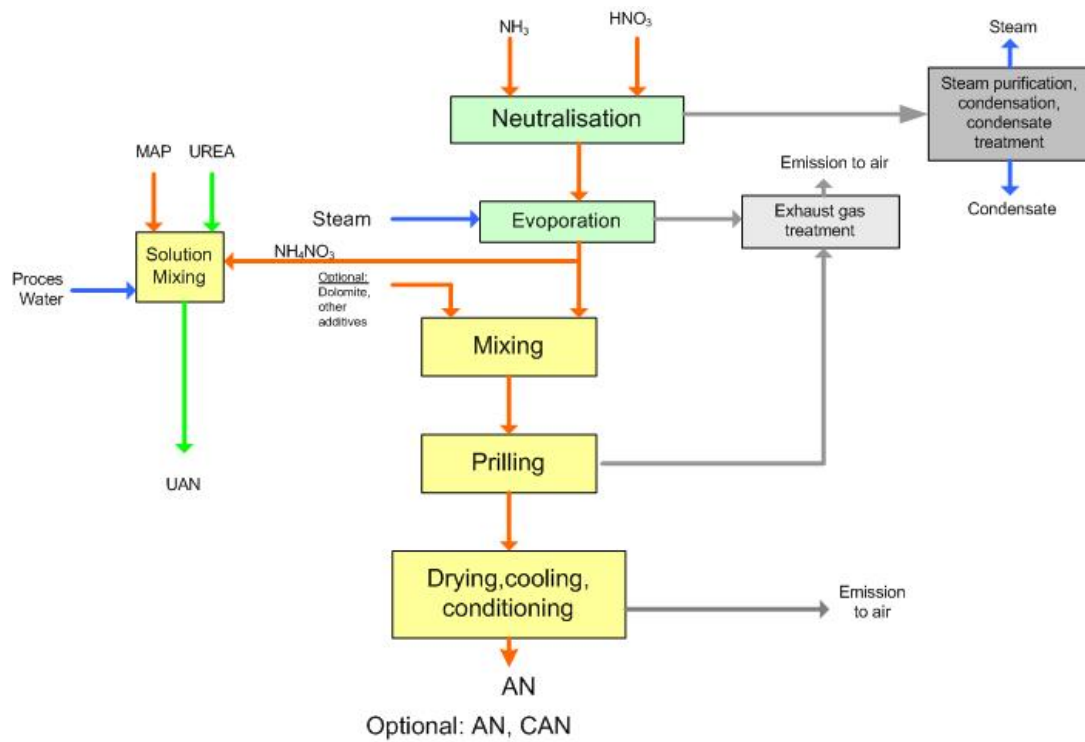 NH₃
HNO₃
Steam
Neutralisation
Steam purification,
condensation,
condensate
treatment
MAP
UREA
Emission to air
Condensate
Steam
Evoporation
Exhaust gas
treatment
Solution
Mixing
NH₄NO₃
Proces
Water
Optional:
Dolomite,
other
additives
Mixing
Prilling
UAN
Drying,cooling,
conditioning
Emission
to air
AN
Optional: AN, CAN